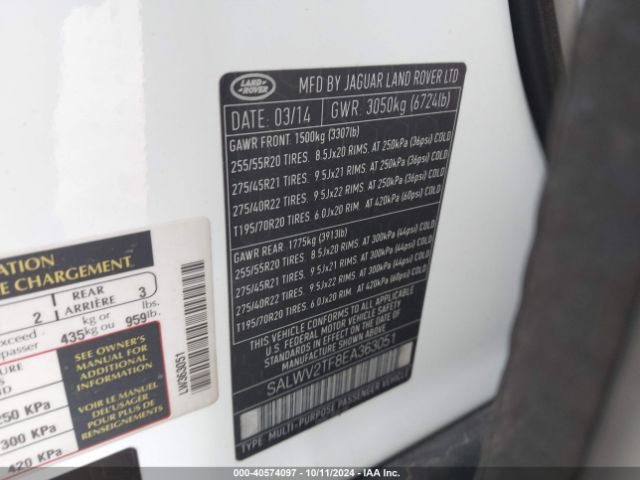 LAND ROVER
MFD BY JAGUAR LAND ROVER LTD
DATE: 03/14 GWR. 3050kg (6724lb)
GAWR FRONT: 1500kg (3307lb)
255/55R20 TIRES. 8.5Jx20 RIMS. AT 250kPa (36psi) COLD
275/45R21 TIRES. 9.5Jx21 RIMS. AT 250kPa (36psi) COLD
275/40R22 TIRES. 9.5Jx22 RIMS. AT 250kPa (36psi) COLD
T195/70R20 TIRES. 6.0Jx20 RIM. AT 420kPa (60psi) COLD
GAWR REAR: 1775kg (3913lb)
255/55R20 TIRES. 8.5Jx20 RIMS. AT 300kPa (44psi) COLD
275/45R21 TIRES. 9.5Jx21 RIMS. AT 300kPa (44psi) COLD
275/40R22 TIRES. 9.5Jx22 RIMS. AT 300kPa (44psi) COLD
T195/70R20 TIRES. 6.0Jx20 RIM. AT 420kPa (60psi) COLD
THIS VEHICLE CONFORMS TO ALL APPLICABLE
U.S. FEDERAL MOTOR VEHICLE SAFETY
STANDARDS IN EFFECT ON THE DATE OF
MANUFACTURE SHOWN ABOVE
SALWV2TF8EA363051
TYPE: MULTI-PURPOSE PASSENGER VEHICLE
CHARGEMENT
2 REAR ARRIÈRE 3
exceed 435 kg or kg ou 959 lb. lb.
SEE OWNER'S
MANUAL FOR
ADDITIONAL
INFORMATION
VOIR LE MANUEL
DE L'USAGER
POUR PLUS DE
RENSEIGNEMENTS
250 KPa
300 KPa
420 KPa
LW363051
000-40574097 - 10/11/2024 - IAA Inc.